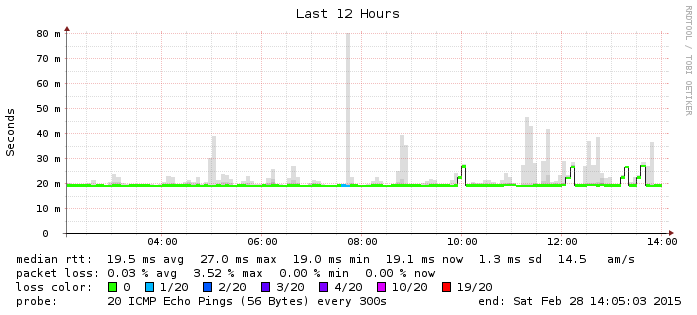 Last 12 Hours
RRDTOOL / TOBI OETIKER
Seconds
80 m
70 m
60 m
50 m
40 m
30 m
20 m
10 m
0
04:00 06:00 08:00 10:00 12:00 14:00
median rtt: 19.5 ms avg 27.0 ms max 19.0 ms min 19.1 ms now 1.3 ms sd 14.5 am/s
packet loss: 0.03 % avg 3.52 % max 0.00 % min 0.00 % now
loss color: 0 1/20 2/20 3/20 4/20 10/20 19/20
probe: 20 ICMP Echo Pings (56 Bytes) every 300s end: Sat Feb 28 14:05:03 2015